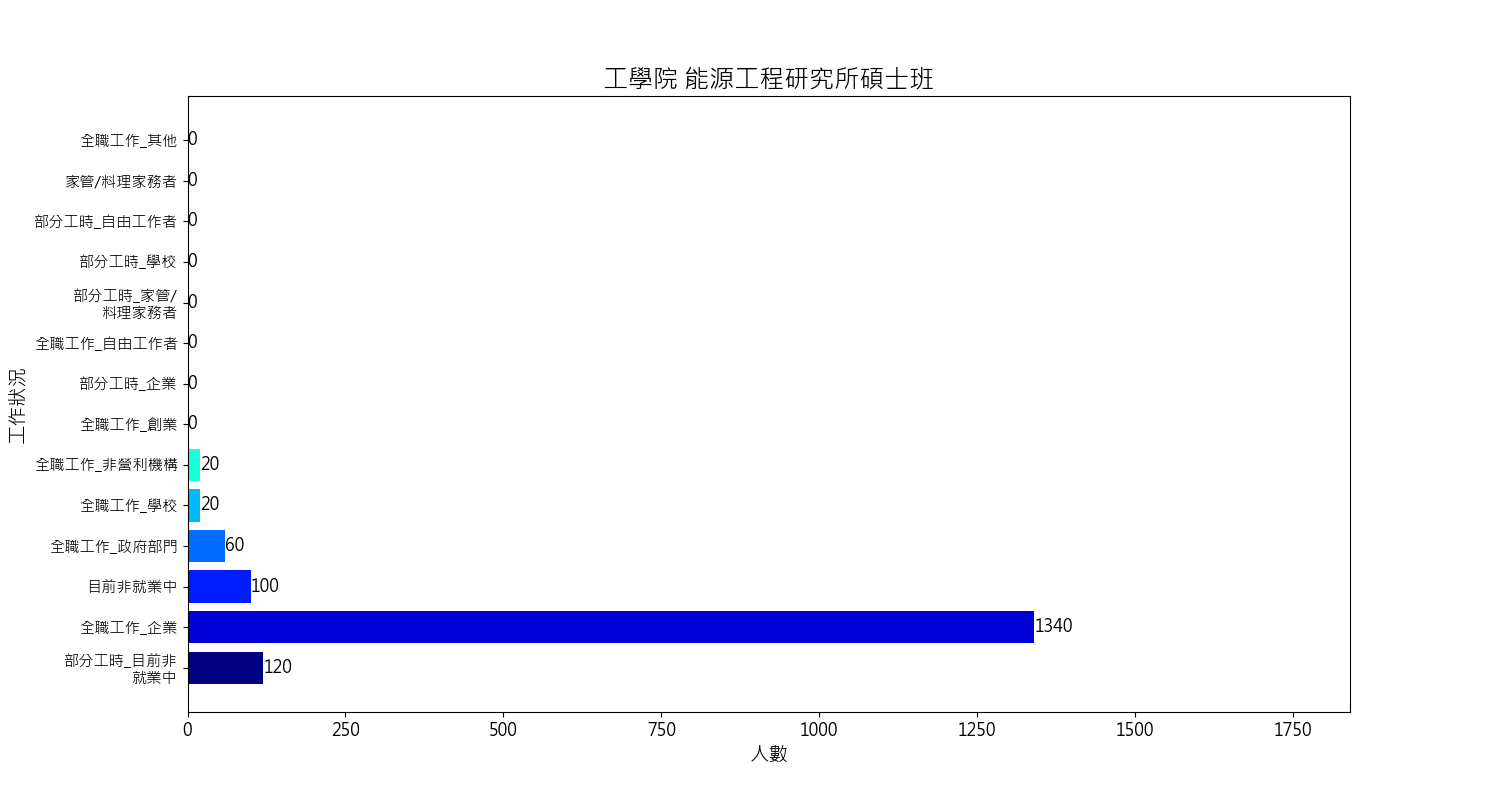 工學院 能源工程研究所碩士班
全職工作_其他 0
家管/料理家務者 0
部分工時_自由工作者 0
部分工時_學校 0
部分工時_家管/
料理家務者 0
全職工作_自由工作者 0
部分工時_企業 0
全職工作_創業 0
全職工作_非營利機構 20
全職工作_學校 20
全職工作_政府部門 60
目前非就業中 100
全職工作_企業 1340
部分工時_目前非
就業中 120
工作狀況
0 250 500 750 1000 1250 1500 1750
人數